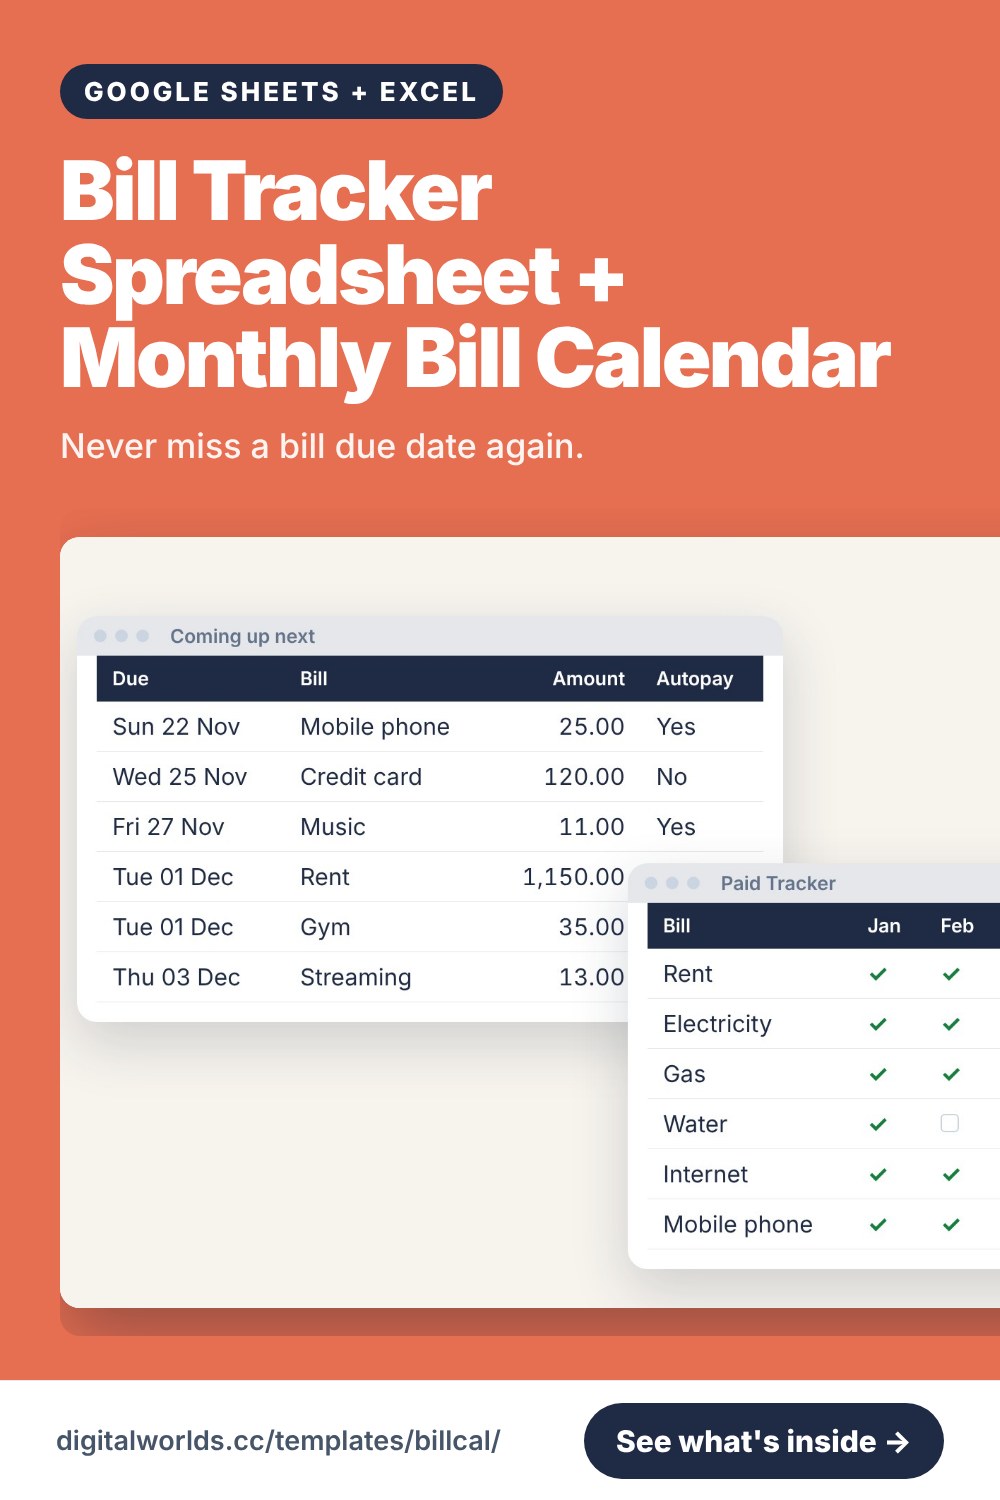 GOOGLE SHEETS + EXCEL
Bill Tracker
Spreadsheet +
Monthly Bill Calendar
Never miss a bill due date again.
Coming up next
Due Bill Amount Autopay
Sun 22 Nov Mobile phone 25.00 Yes
Wed 25 Nov Credit card 120.00 No
Fri 27 Nov Music 11.00 Yes
Tue 01 Dec Rent 1,150.00
Tue 01 Dec Gym 35.00
Thu 03 Dec Streaming 13.00
Paid Tracker
Bill Jan Feb
Rent ✓ ✓
Electricity ✓ ✓
Gas ✓ ✓
Water ✓ ☐
Internet ✓ ✓
Mobile phone ✓ ✓
digitalworlds.cc/templates/billcal/
See what's inside →